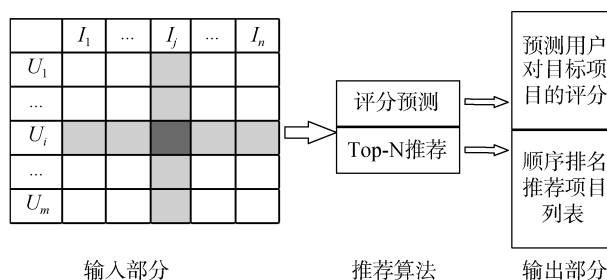 I₁ ... Iⱼ ... Iₙ
U₁
...
Uᵢ
...
Uₘ
评分预测
Top-N推荐
预测用户
对目标项
目的评分
顺序排名
推荐项目
列表
输入部分 推荐算法 输出部分